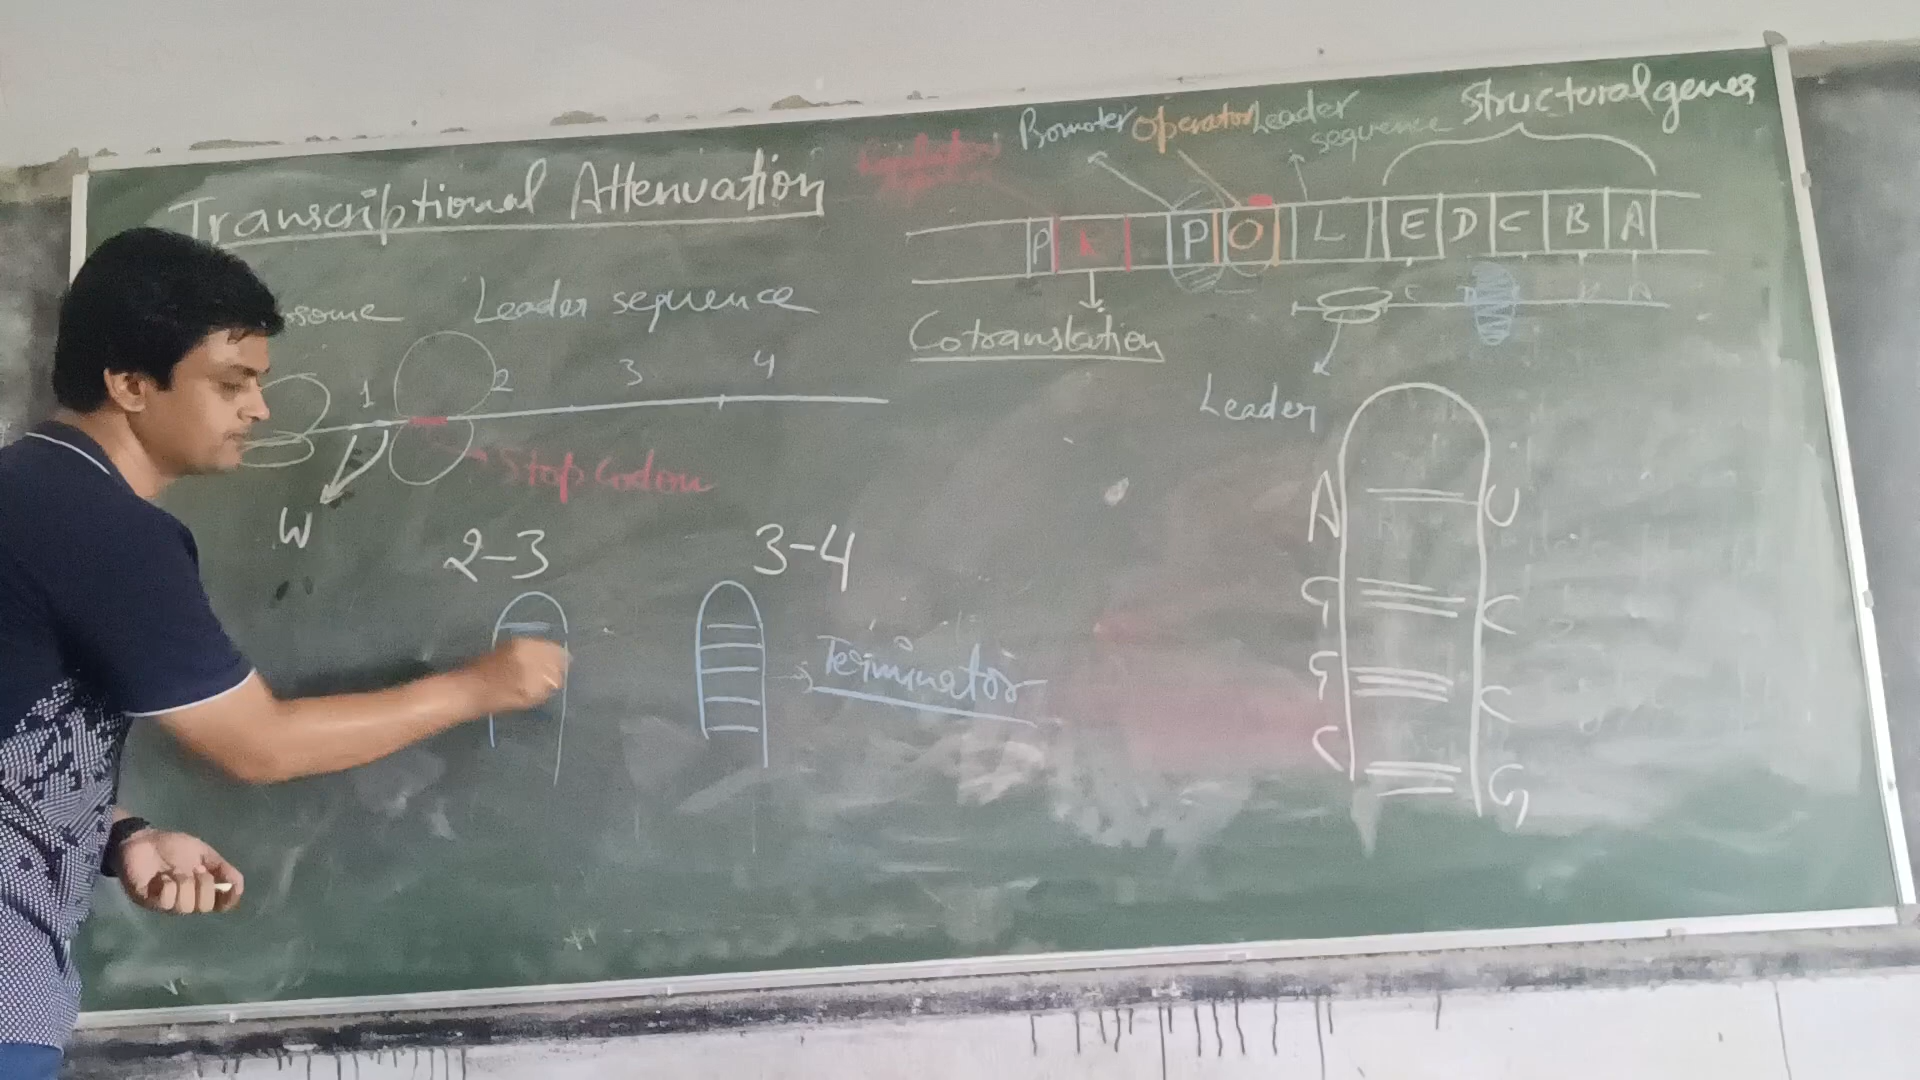 Transcriptional Attenuation
Leader sequence
1 2 3 4
Stop Codon
W
2-3 3-4
Terminator
Promoter Operator Leader
sequence
Structural genes
P R P O L E D C B A
Cotranslation
Leader
A U
G C
G C
C G